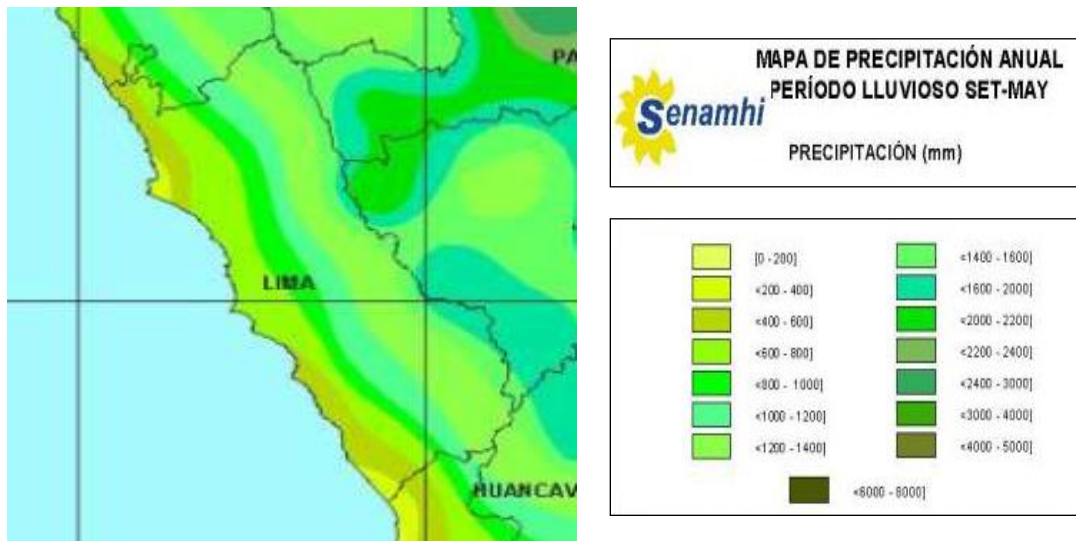 PA
LIMA
HUANCAV
MAPA DE PRECIPITACIÓN ANUAL
PERÍODO LLUVIOSO SET-MAY
Senamhi
PRECIPITACIÓN (mm)
[0 - 200]
<200 - 400]
<400 - 600]
<600 - 800]
<800 - 1000]
<1000 - 1200]
<1200 - 1400]
<1400 - 1600]
<1600 - 2000]
<2000 - 2200]
<2200 - 2400]
<2400 - 3000]
<3000 - 4000]
<4000 - 5000]
<6000 - 8000]